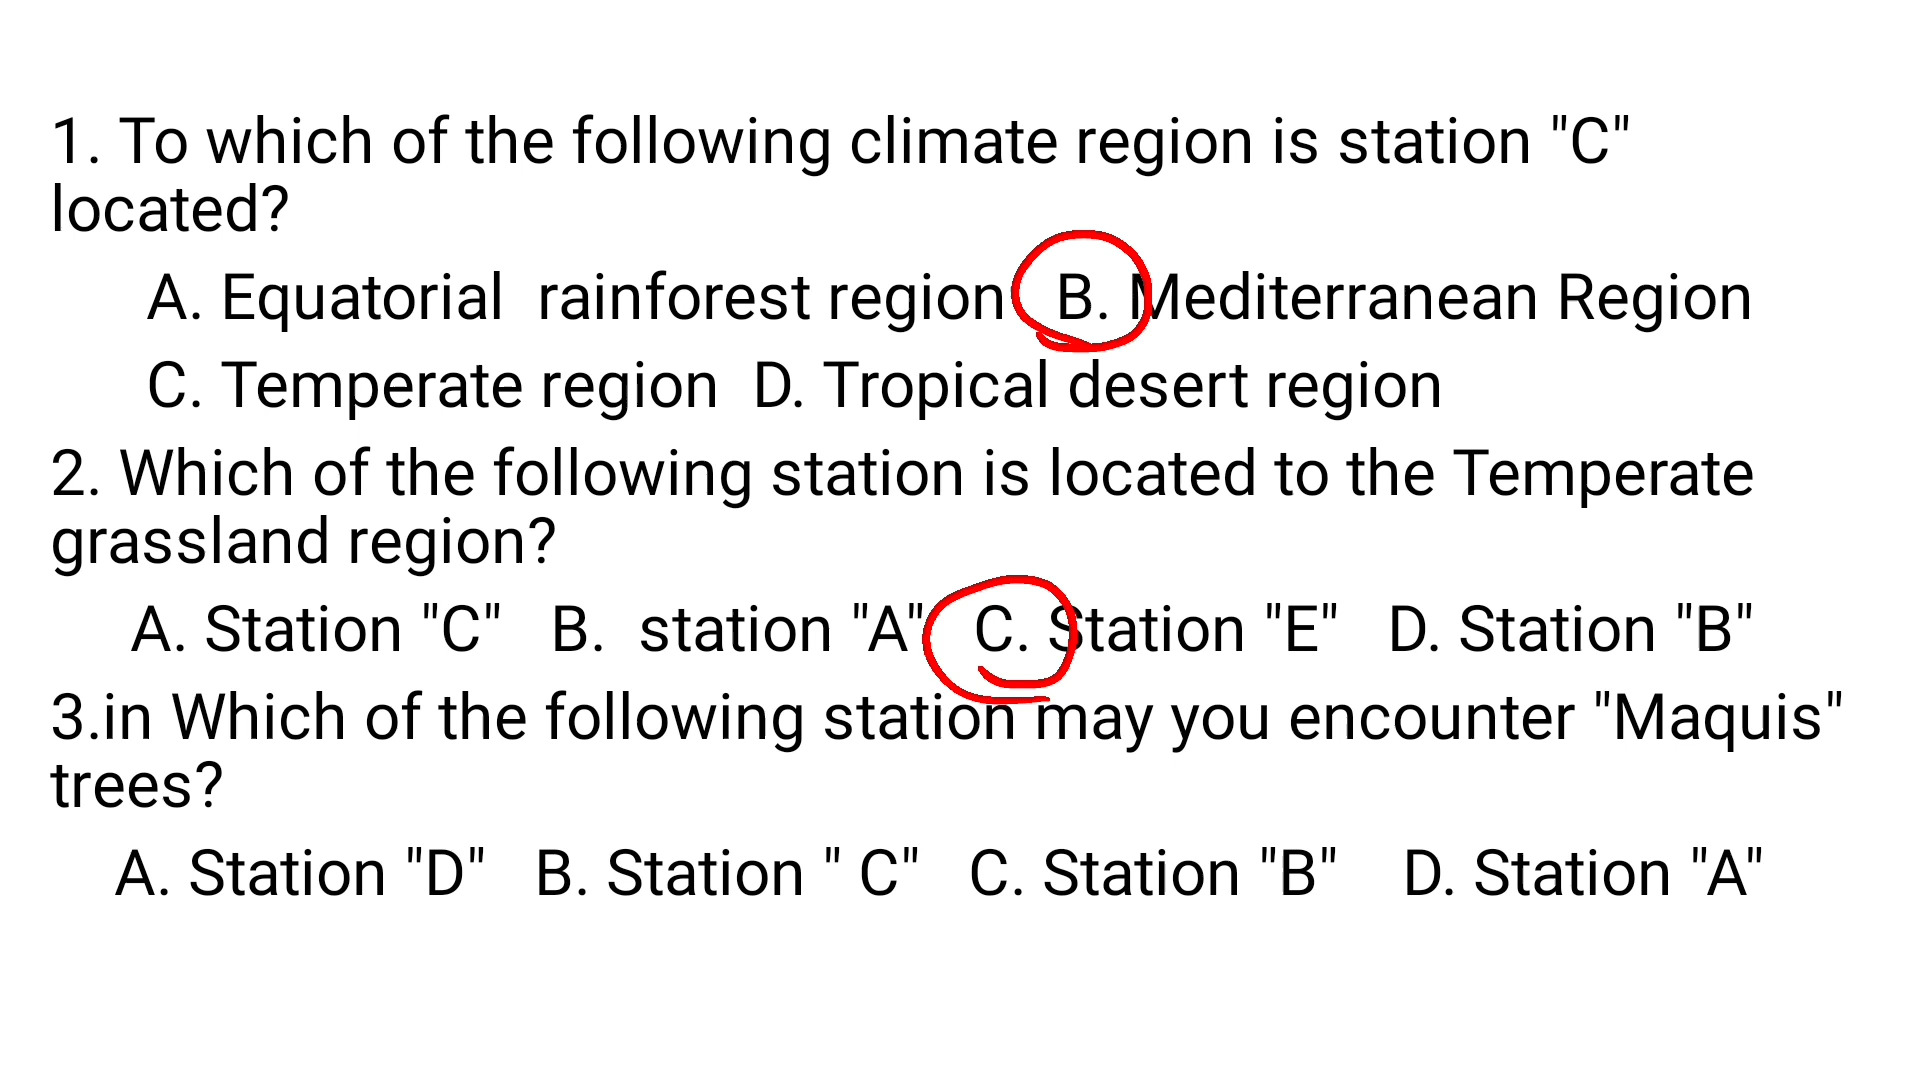 1. To which of the following climate region is station "C"
located?
A. Equatorial rainforest region B. Mediterranean Region
C. Temperate region D. Tropical desert region
2. Which of the following station is located to the Temperate
grassland region?
A. Station "C" B. station "A" C. Station "E" D. Station "B"
3.in Which of the following station may you encounter "Maquis"
trees?
A. Station "D" B. Station " C" C. Station "B" D. Station "A"